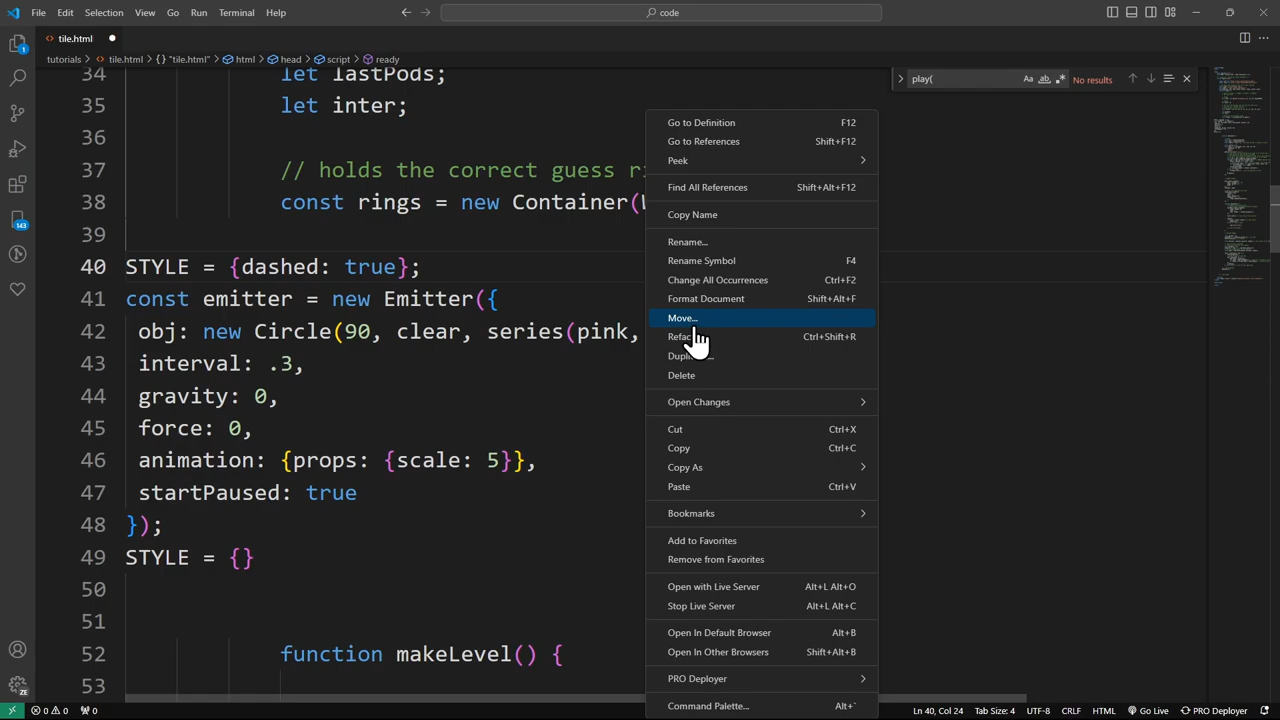 File Edit Selection View Go Run Terminal Help
code
tile.html
tutorials > tile.html > {} "tile.html" > html > head > script > ready
play(
Aa ab .*
No results
34 let lastPods;
35 let inter;
36
37 // holds the correct guess ri
38 const rings = new Container(W
39
40 STYLE = {dashed: true};
41 const emitter = new Emitter({
42 obj: new Circle(90, clear, series(pink,
43 interval: .3,
44 gravity: 0,
45 force: 0,
46 animation: {props: {scale: 5}},
47 startPaused: true
48 });
49 STYLE = {}
50
51
52 function makeLevel() {
53
Go to Definition F12
Go to References Shift+F12
Peek
Find All References Shift+Alt+F12
Copy Name
Rename...
Rename Symbol F4
Change All Occurrences Ctrl+F2
Format Document Shift+Alt+F
Move...
Ctrl+Shift+R
Delete
Open Changes
Cut Ctrl+X
Copy Ctrl+C
Copy As
Paste Ctrl+V
Bookmarks
Add to Favorites
Remove from Favorites
Open with Live Server Alt+L Alt+O
Stop Live Server Alt+L Alt+C
Open In Default Browser Alt+B
Open In Other Browsers Shift+Alt+B
PRO Deployer
Command Palette... Alt+`
1
143
ZE
0 0 0
Ln 40, Col 24 Tab Size: 4 UTF-8 CRLF HTML Go Live PRO Deployer